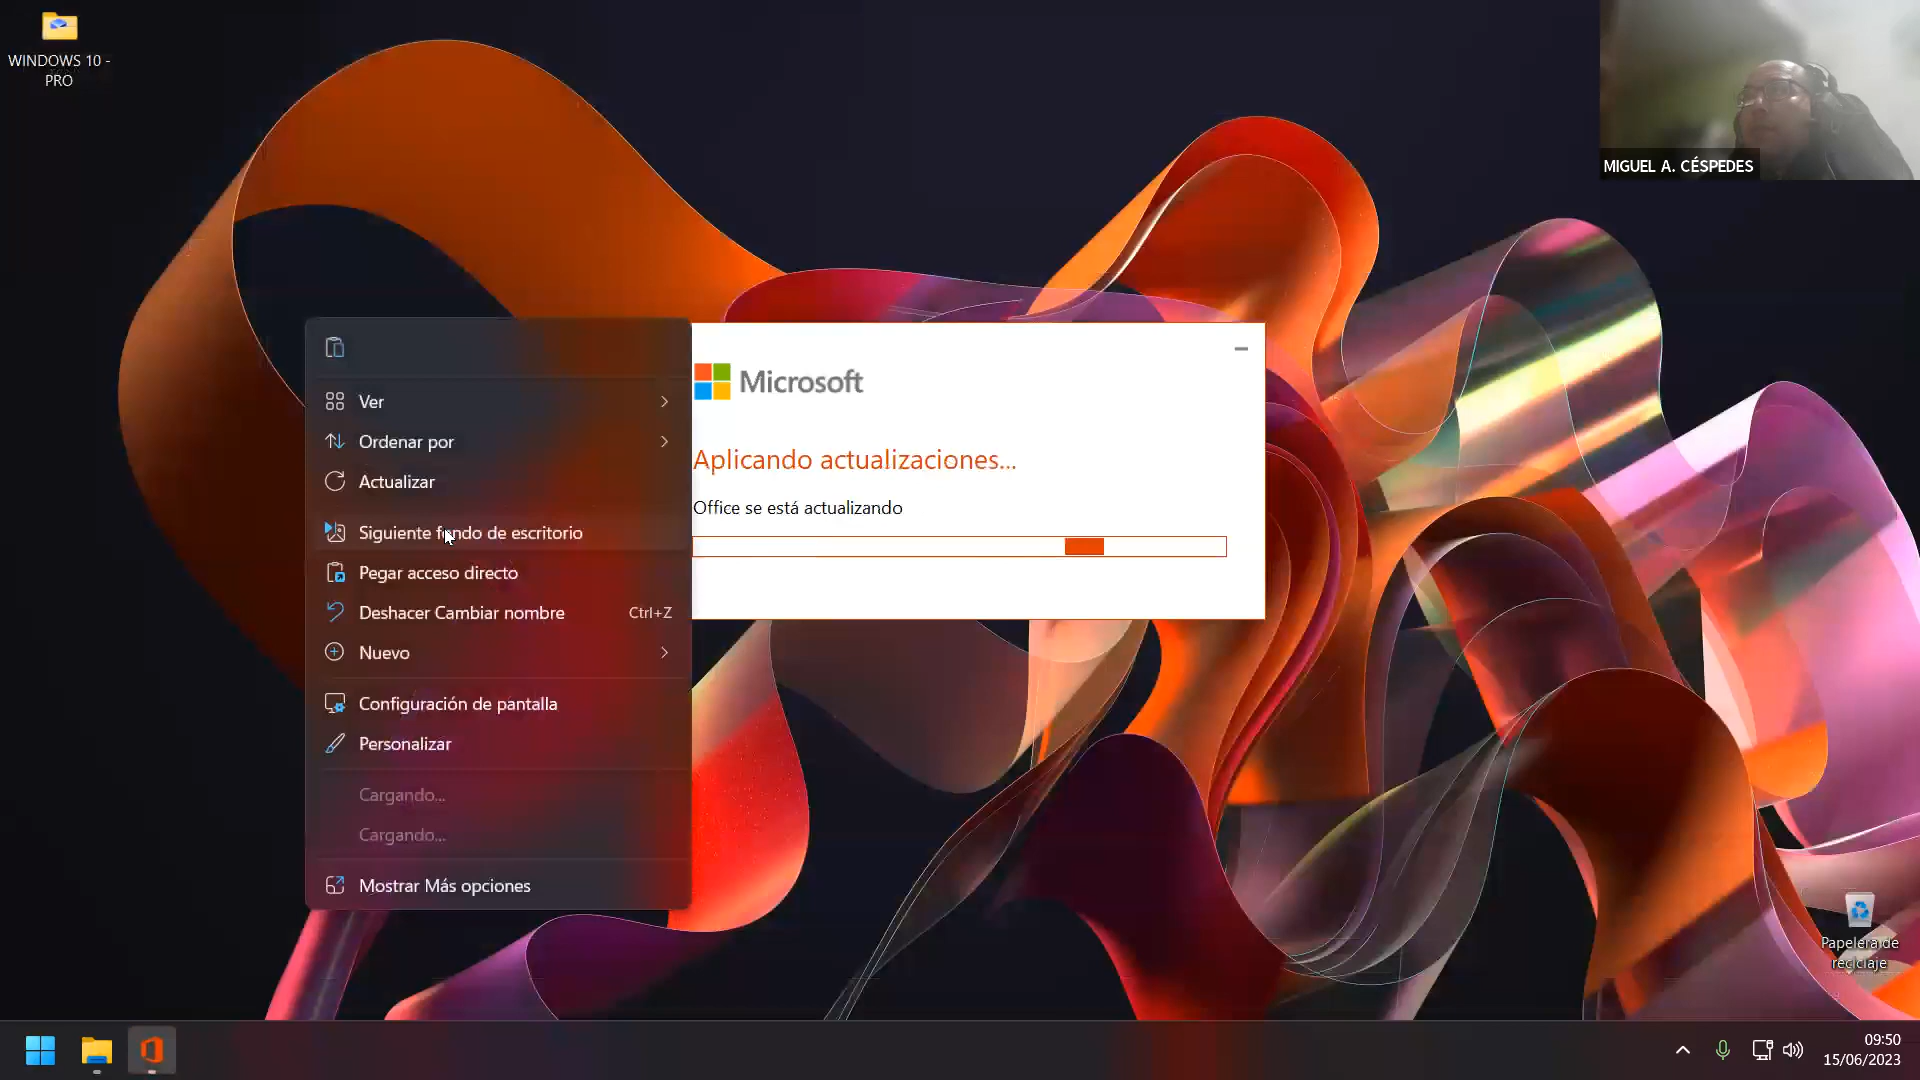 WINDOWS 10 -
PRO
MIGUEL A. CÉSPEDES
Ver
Ordenar por
Actualizar
Siguiente fondo de escritorio
Pegar acceso directo
Deshacer Cambiar nombre Ctrl+Z
Nuevo
Configuración de pantalla
Personalizar
Cargando...
Cargando...
Mostrar Más opciones
Microsoft
Aplicando actualizaciones...
Office se está actualizando
Papelera de
reciclaje
09:50
15/06/2023